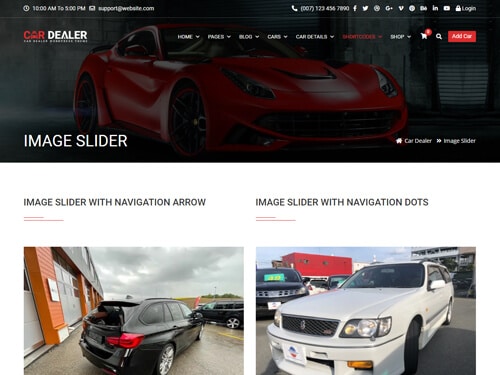 10:00 AM To 5:00 PM support@website.com (007) 123 456 7890 Login
CAR DEALER
CAR DEALER WORDPRESS THEME
HOME PAGES BLOG CARS CAR DETAILS SHORTCODES SHOP 0 Add Car
IMAGE SLIDER
Car Dealer » Image Slider
IMAGE SLIDER WITH NAVIGATION ARROW
IMAGE SLIDER WITH NAVIGATION DOTS